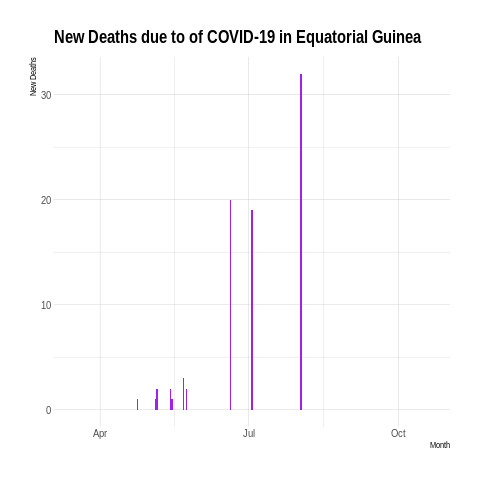 New Deaths due to of COVID-19 in Equatorial Guinea
New Deaths
30
20
10
0
Apr Jul Oct
Month